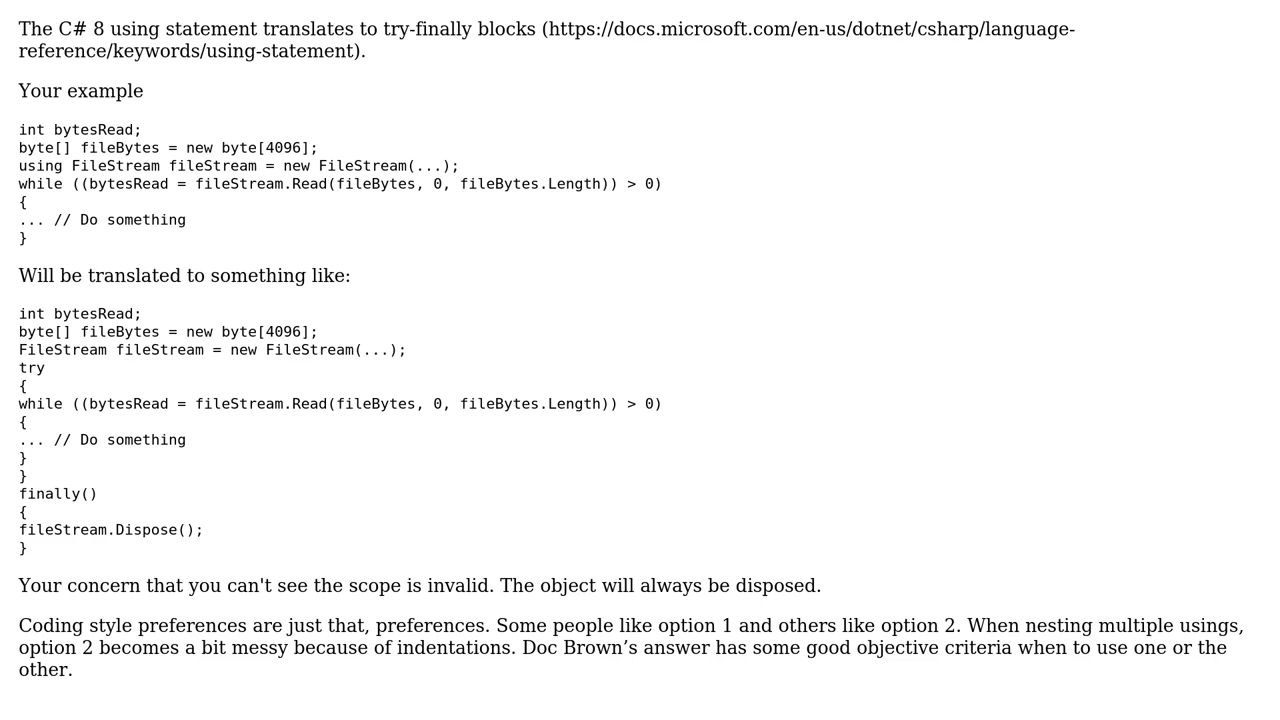 The C# 8 using statement translates to try-finally blocks (https://docs.microsoft.com/en-us/dotnet/csharp/language-
reference/keywords/using-statement).
Your example
int bytesRead;
byte[] fileBytes = new byte[4096];
using FileStream fileStream = new FileStream(...);
while ((bytesRead = fileStream.Read(fileBytes, 0, fileBytes.Length)) > 0)
{
... // Do something
}
Will be translated to something like:
int bytesRead;
byte[] fileBytes = new byte[4096];
FileStream fileStream = new FileStream(...);
try
{
while ((bytesRead = fileStream.Read(fileBytes, 0, fileBytes.Length)) > 0)
{
... // Do something
}
}
finally()
{
fileStream.Dispose();
}
Your concern that you can't see the scope is invalid. The object will always be disposed.
Coding style preferences are just that, preferences. Some people like option 1 and others like option 2. When nesting multiple usings,
option 2 becomes a bit messy because of indentations. Doc Brown’s answer has some good objective criteria when to use one or the
other.